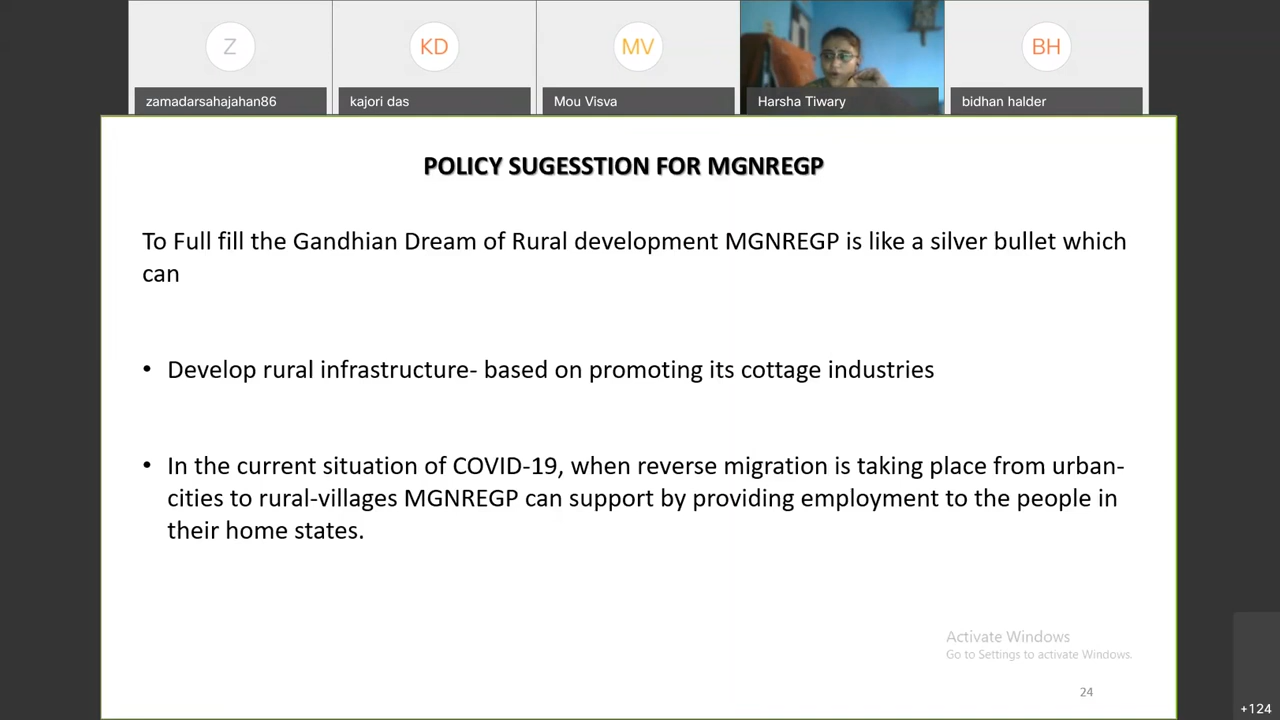 Z
KD
MV
BH
zamadarsahajahan86
kajori das
Mou Visva
Harsha Tiwary
bidhan halder
POLICY SUGESSTION FOR MGNREGP
To Full fill the Gandhian Dream of Rural development MGNREGP is like a silver bullet which
can
• Develop rural infrastructure- based on promoting its cottage industries
• In the current situation of COVID-19, when reverse migration is taking place from urban-
cities to rural-villages MGNREGP can support by providing employment to the people in
their home states.
Activate Windows
Go to Settings to activate Windows.
24
+124